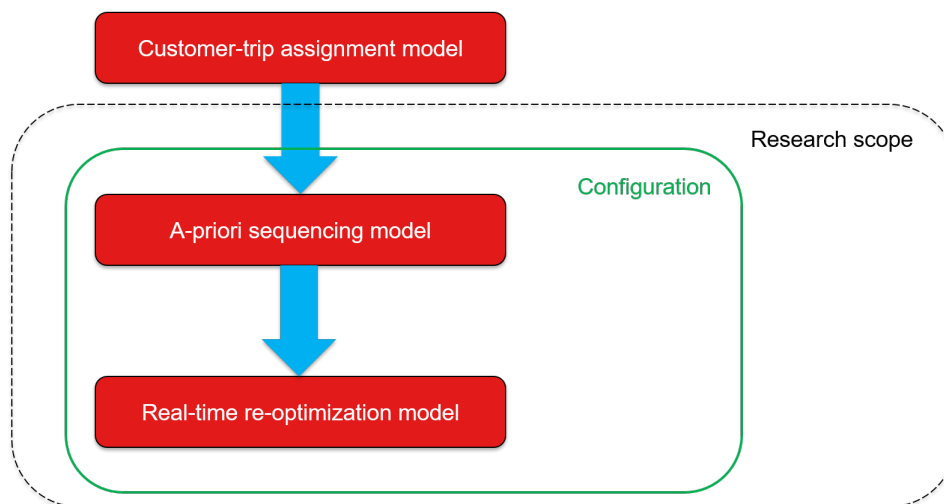 Customer-trip assignment model
Research scope
Configuration
A-priori sequencing model
Real-time re-optimization model